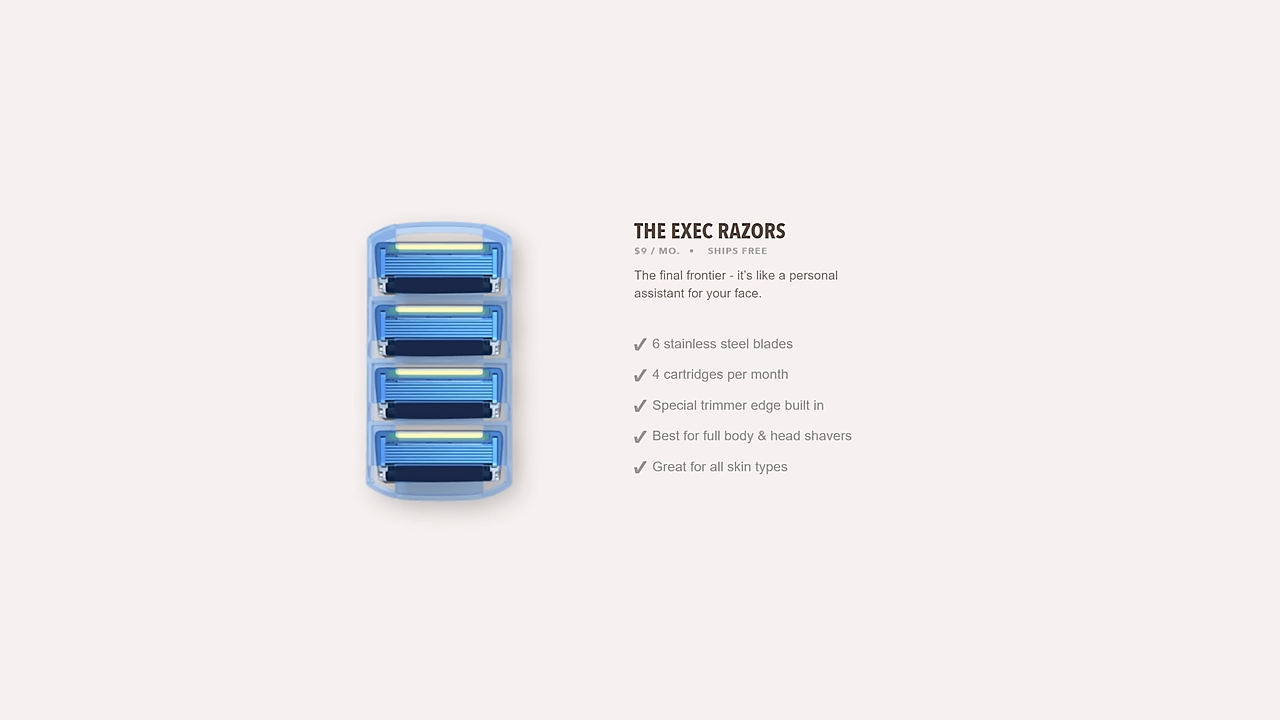 THE EXEC RAZORS
$9 / MO. • SHIPS FREE
The final frontier - it's like a personal
assistant for your face.
✔ 6 stainless steel blades
✔ 4 cartridges per month
✔ Special trimmer edge built in
✔ Best for full body & head shavers
✔ Great for all skin types